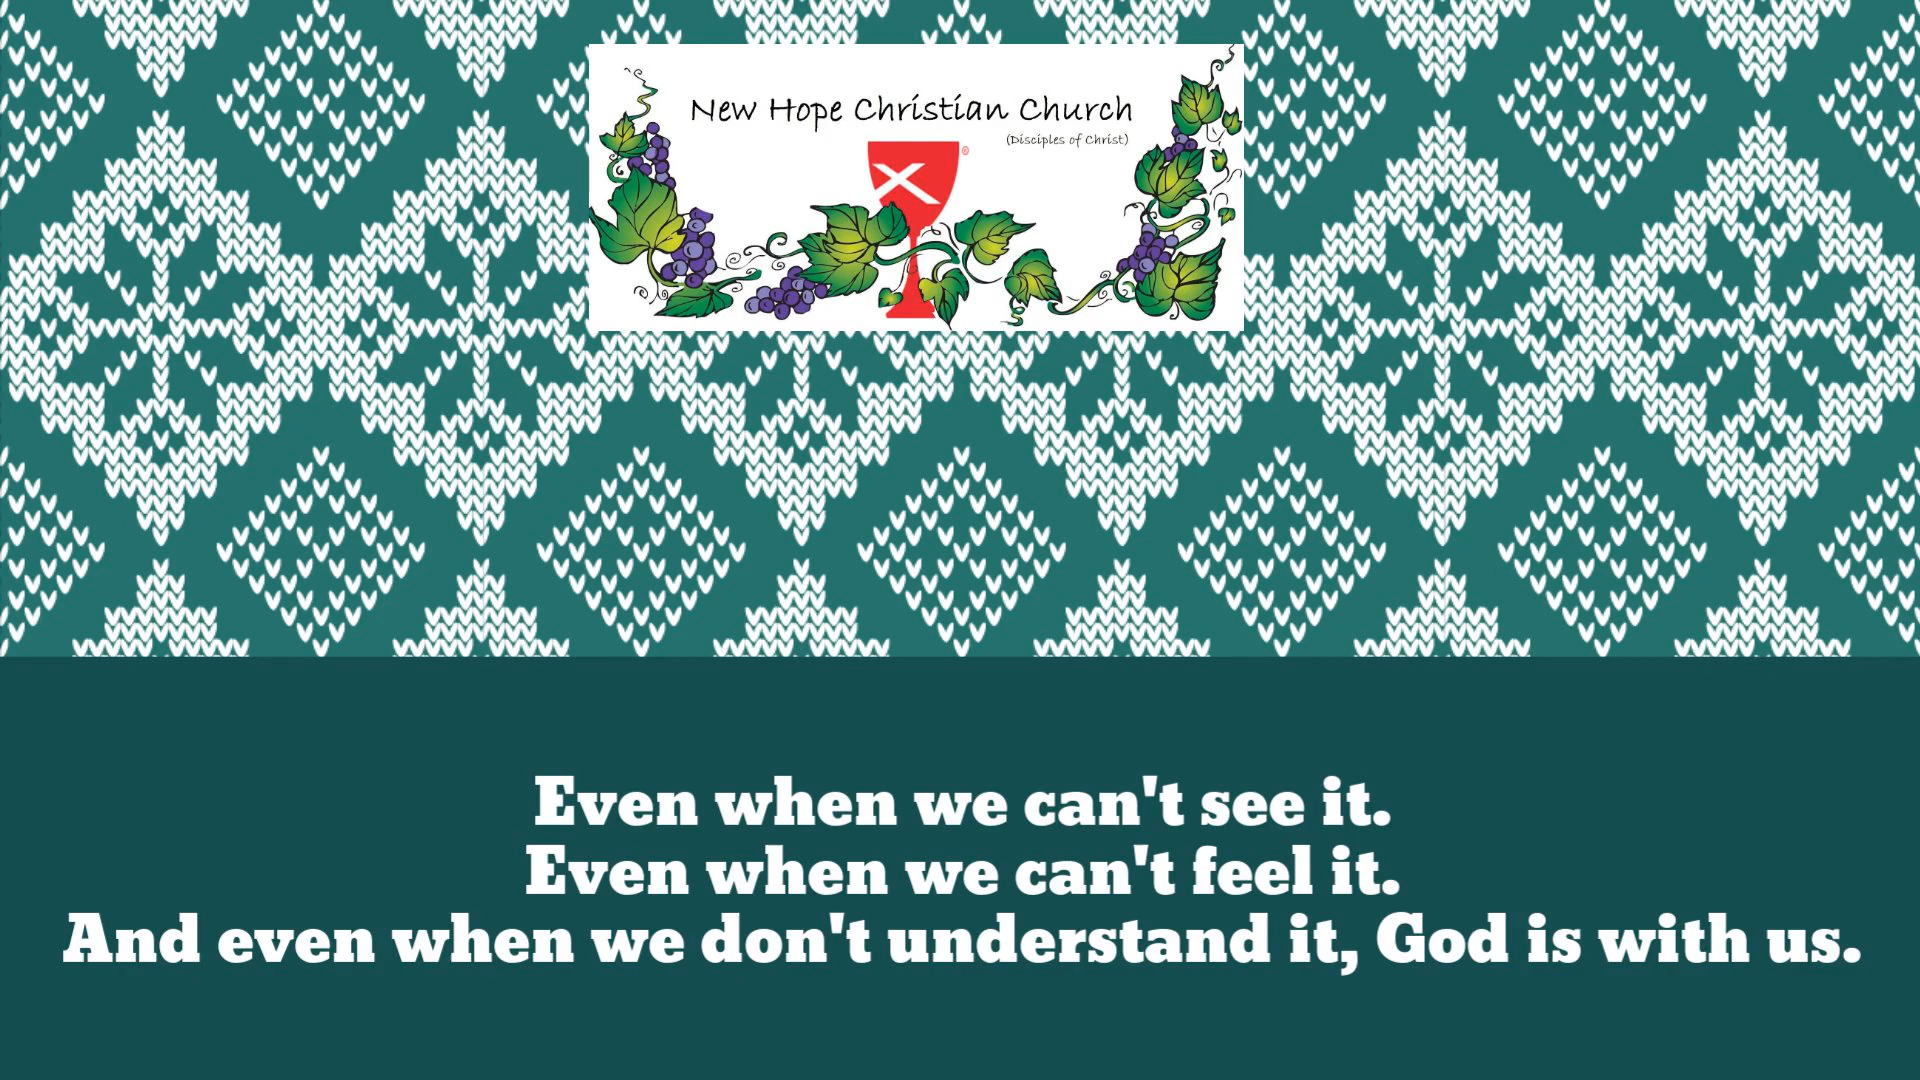 New Hope Christian Church
(Disciples of Christ)
®
Even when we can't see it.
Even when we can't feel it.
And even when we don't understand it, God is with us.